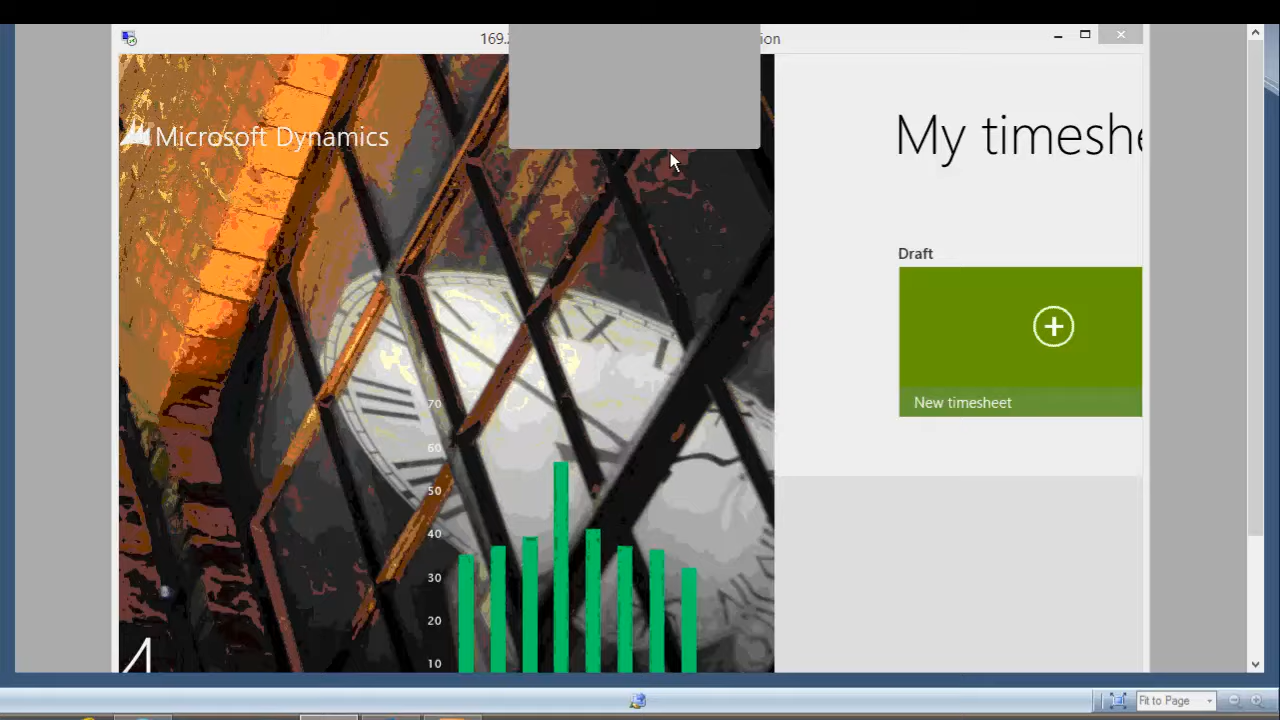 169. ion
Microsoft Dynamics
My timeshe
Draft
New timesheet
70
60
50
40
30
20
10
Fit to Page